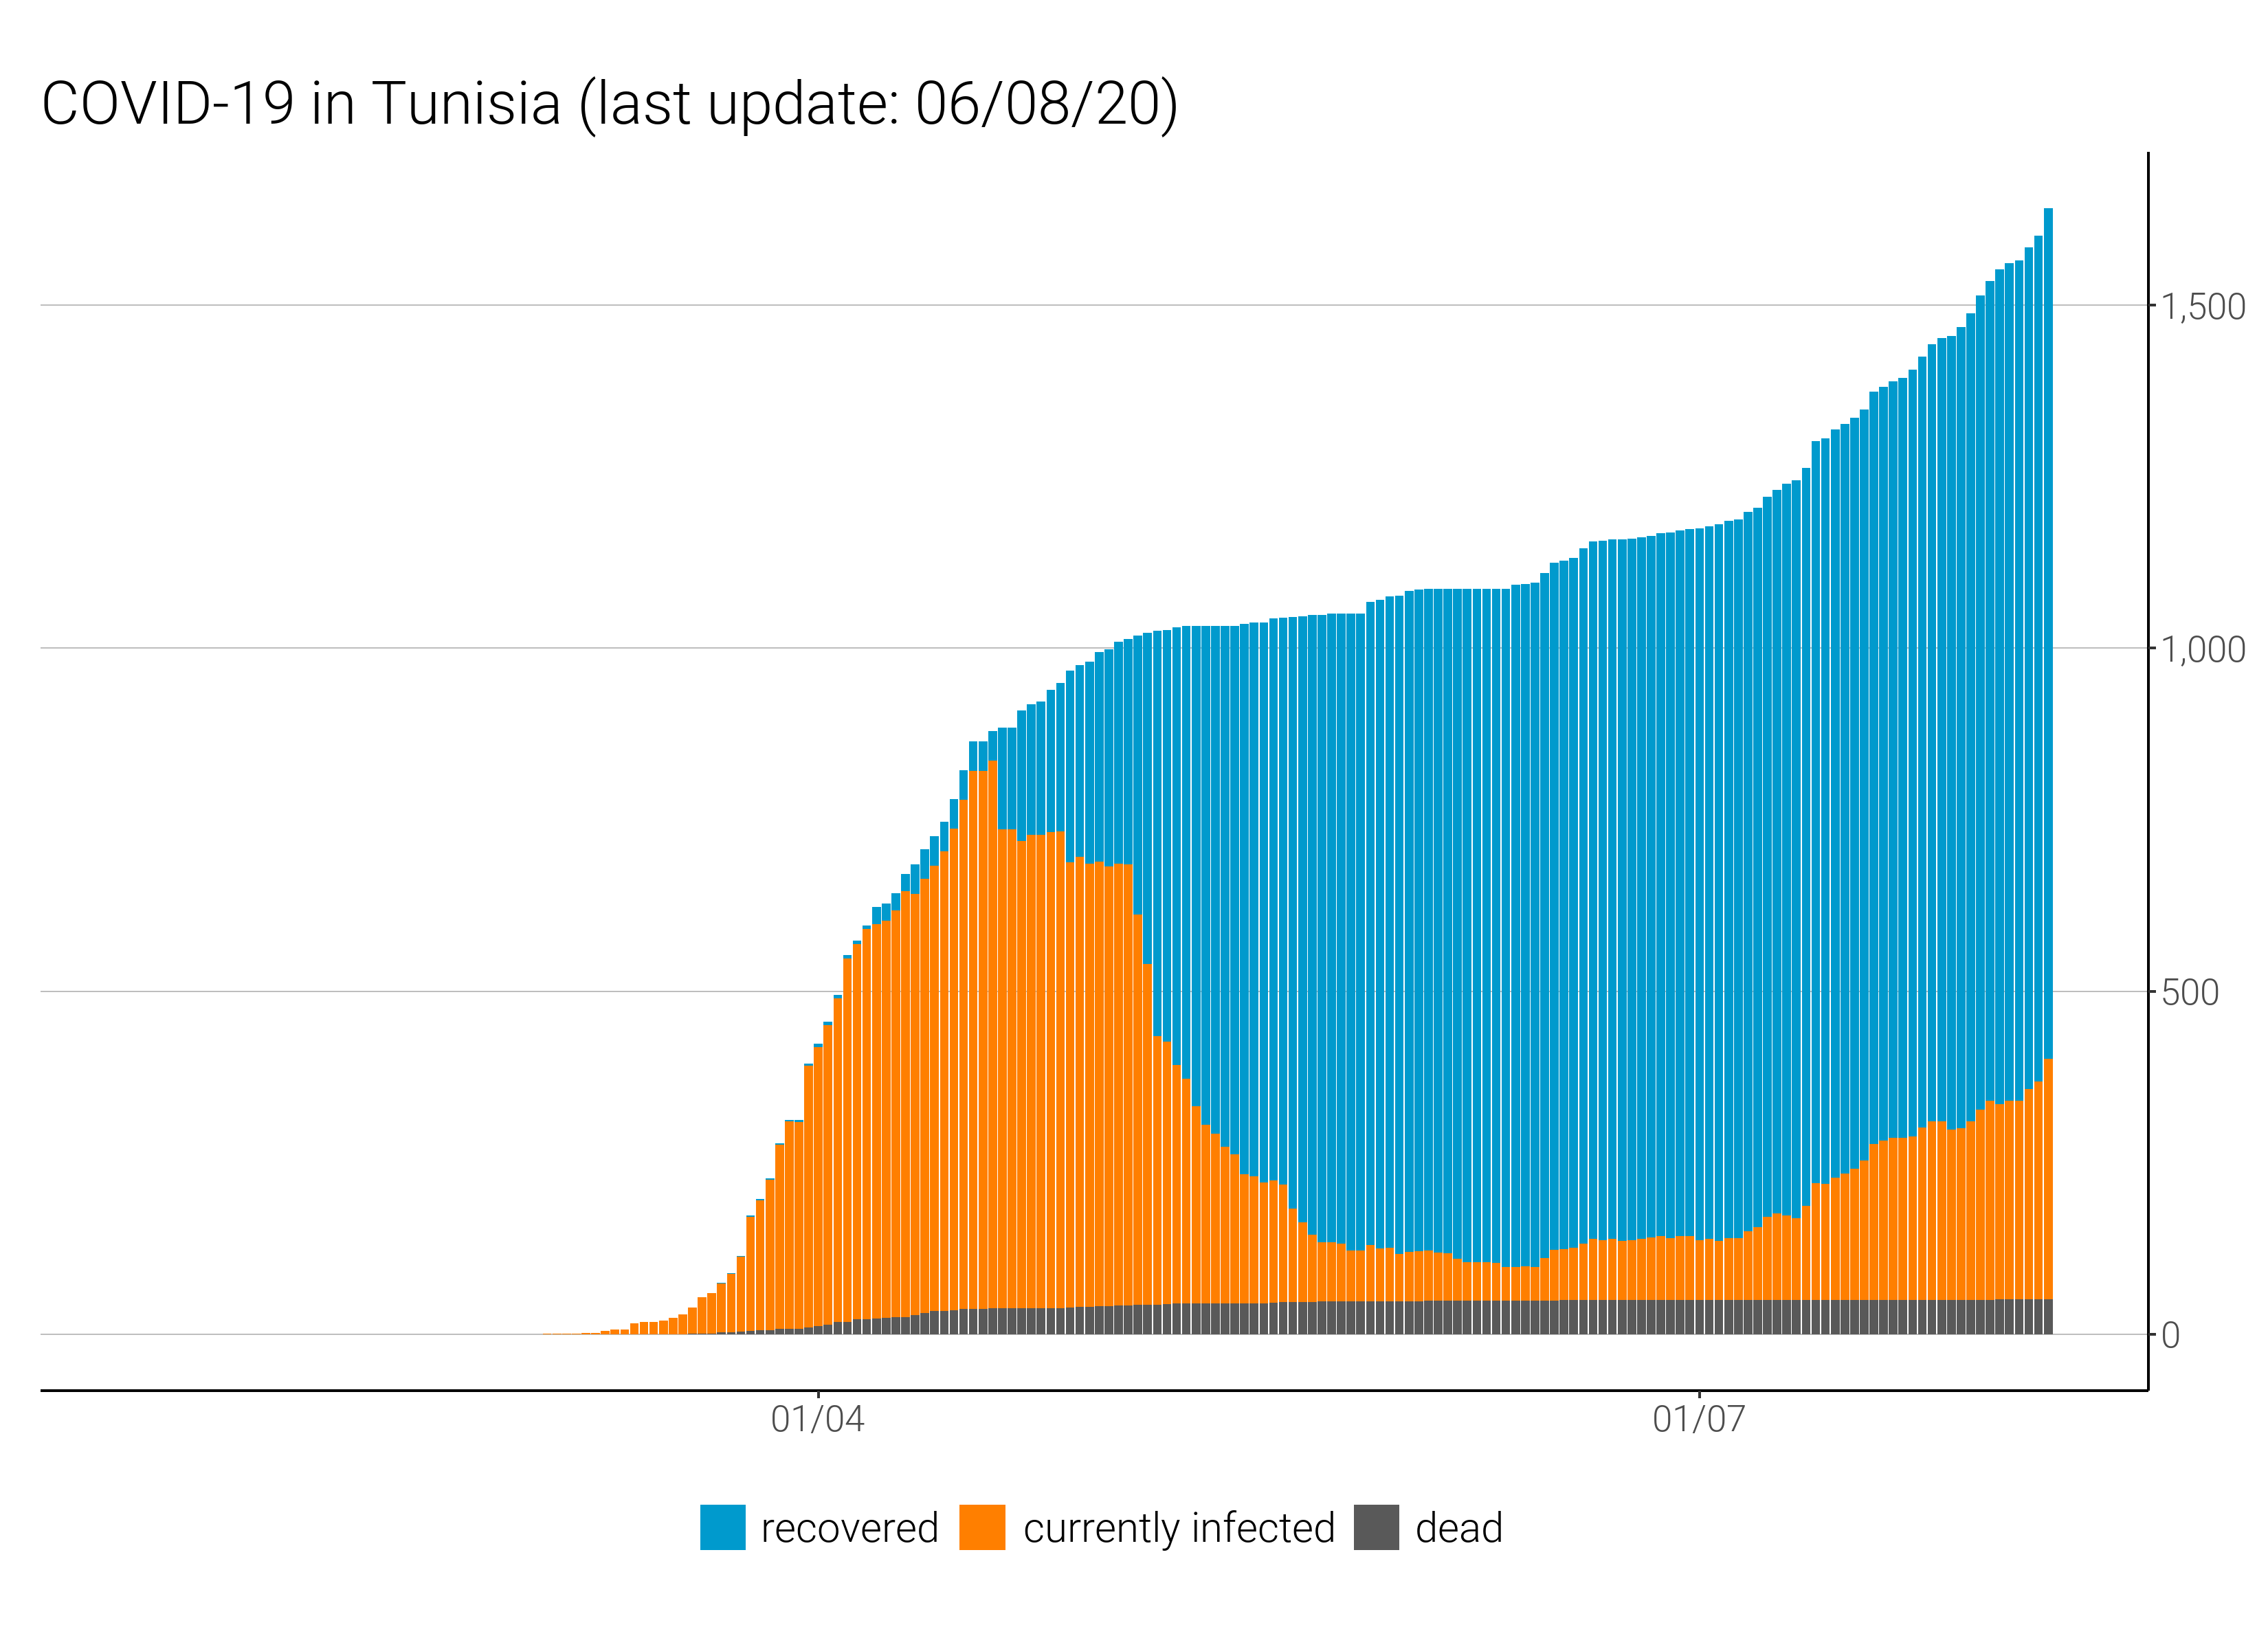 COVID-19 in Tunisia (last update: 06/08/20)
1,500
1,000
500
0
01/04 01/07
recovered currently infected dead